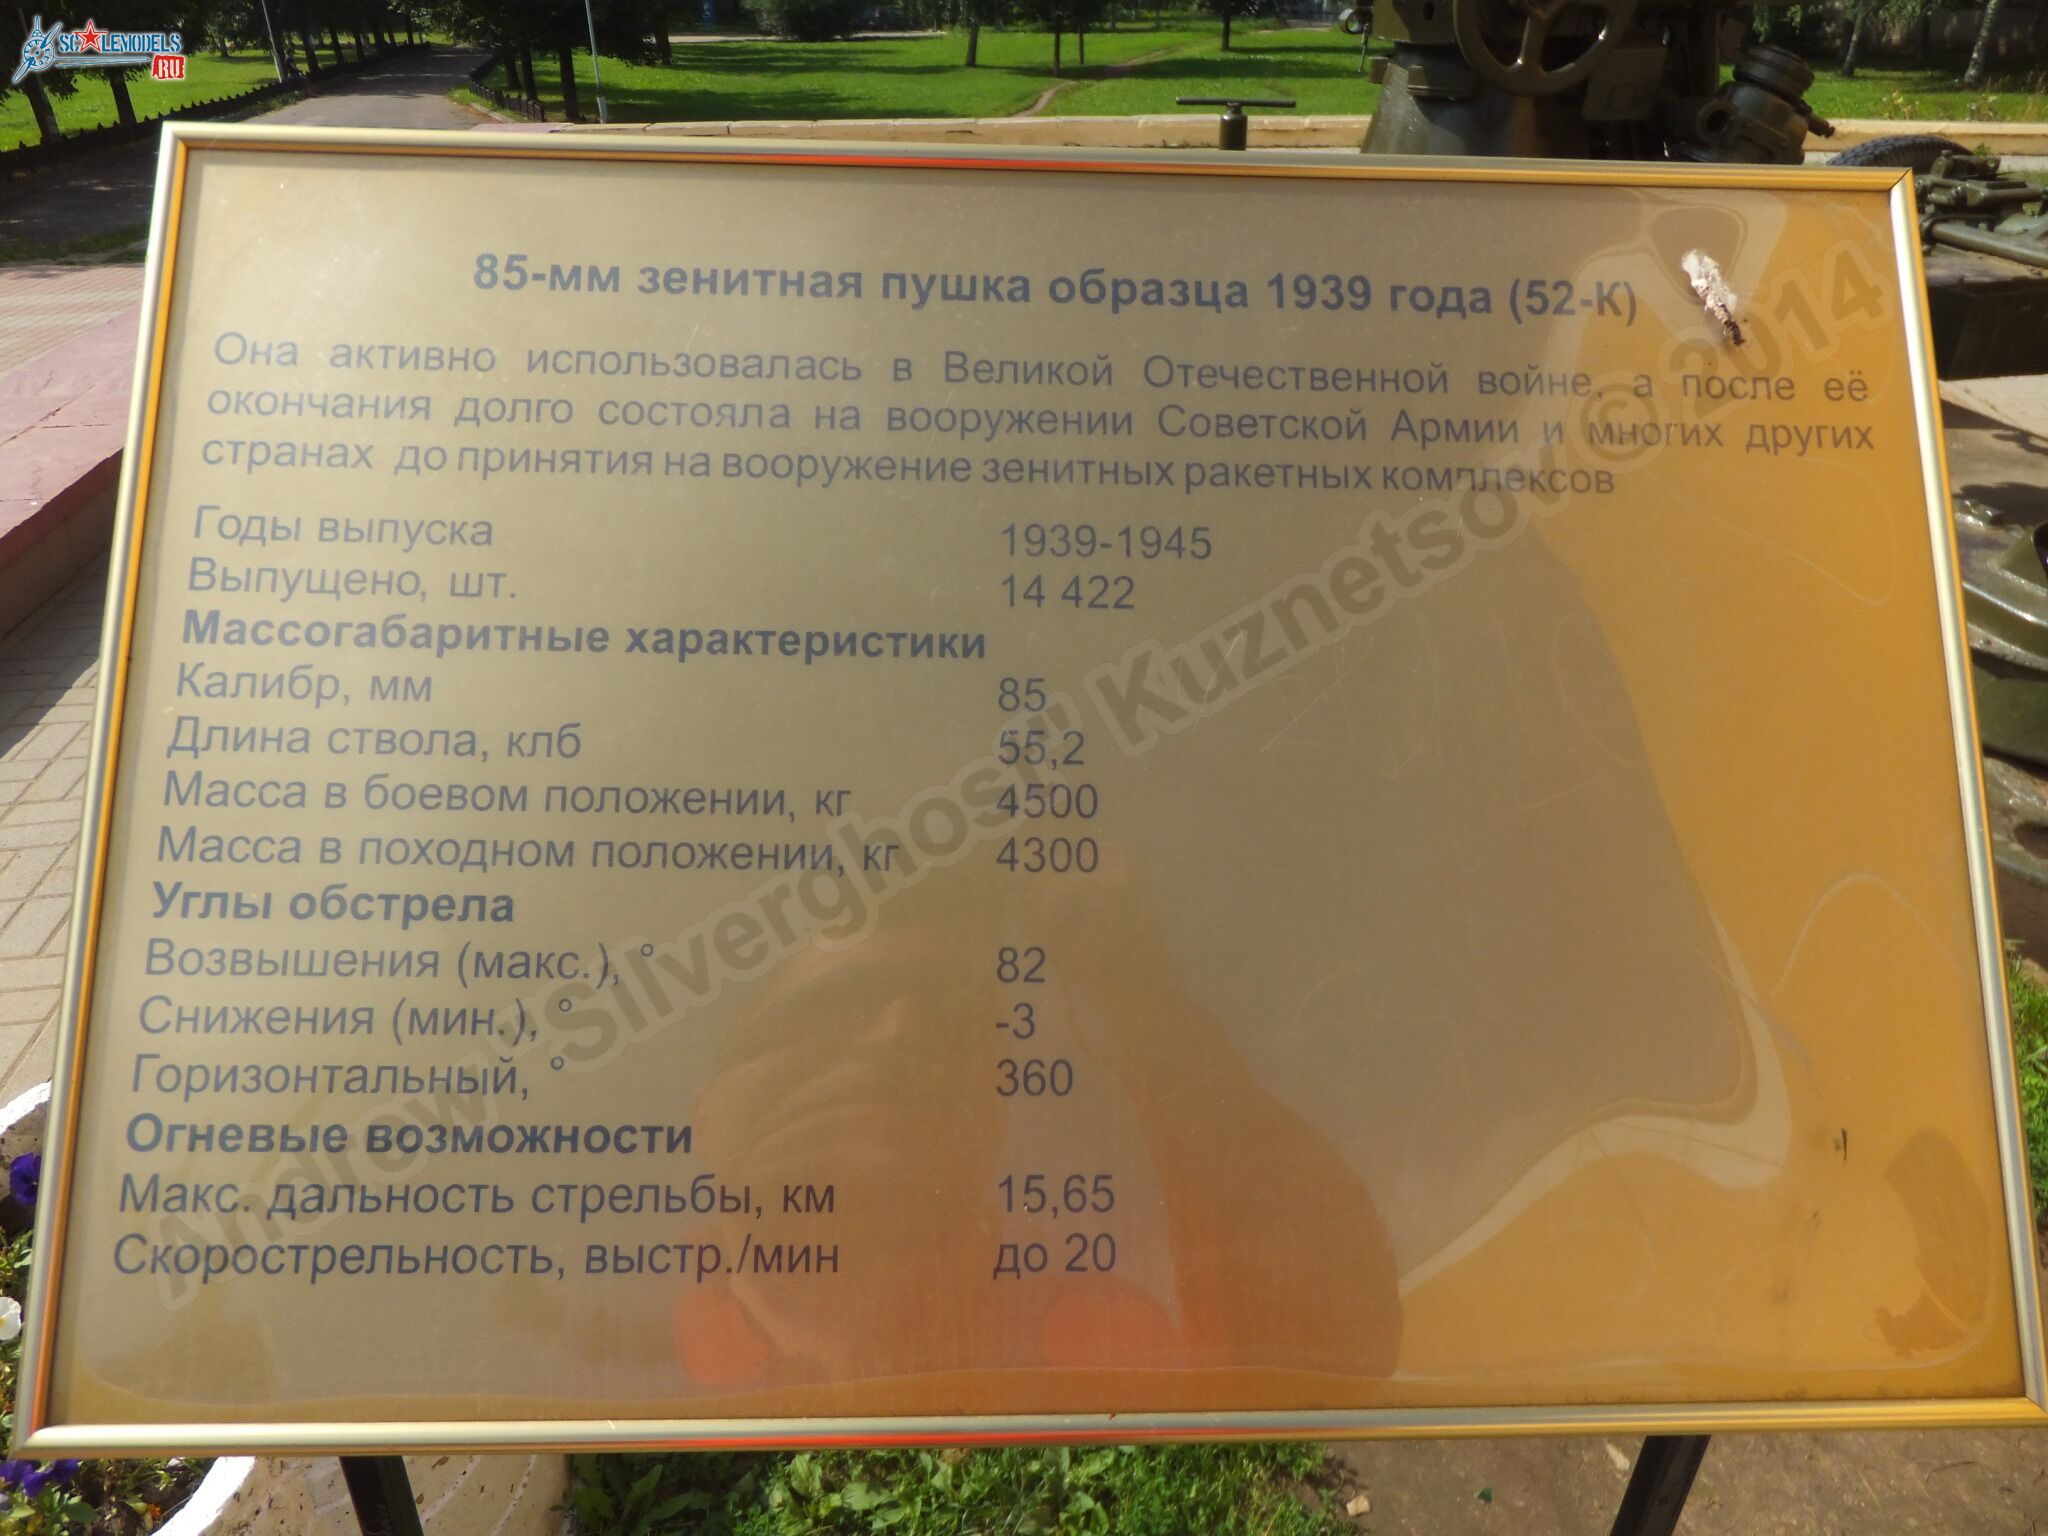 SCALEMODELS
RU
85-мм зенитная пушка образца 1939 года (52-К)
Она активно использовалась в Великой Отечественной войне, а после её
окончания долго состояла на вооружении Советской Армии и многих других
странах до принятия на вооружение зенитных ракетных комплексов
Годы выпуска 1939-1945
Выпущено, шт. 14 422
Массогабаритные характеристики
Калибр, мм 85
Длина ствола, клб 55,2
Масса в боевом положении, кг 4500
Масса в походном положении, кг 4300
Углы обстрела
Возвышения (макс.), ° 82
Снижения (мин.), ° -3
Горизонтальный, ° 360
Огневые возможности
Макс. дальность стрельбы, км 15,65
Скорострельность, выстр./мин до 20
Androw "Silverghost" Kuznetsov © 2014